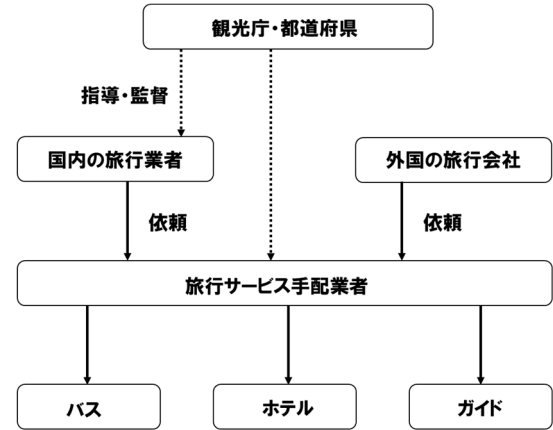 観光庁・都道府県
指導・監督
国内の旅行業者
外国の旅行会社
依頼
依頼
旅行サービス手配業者
バス
ホテル
ガイド